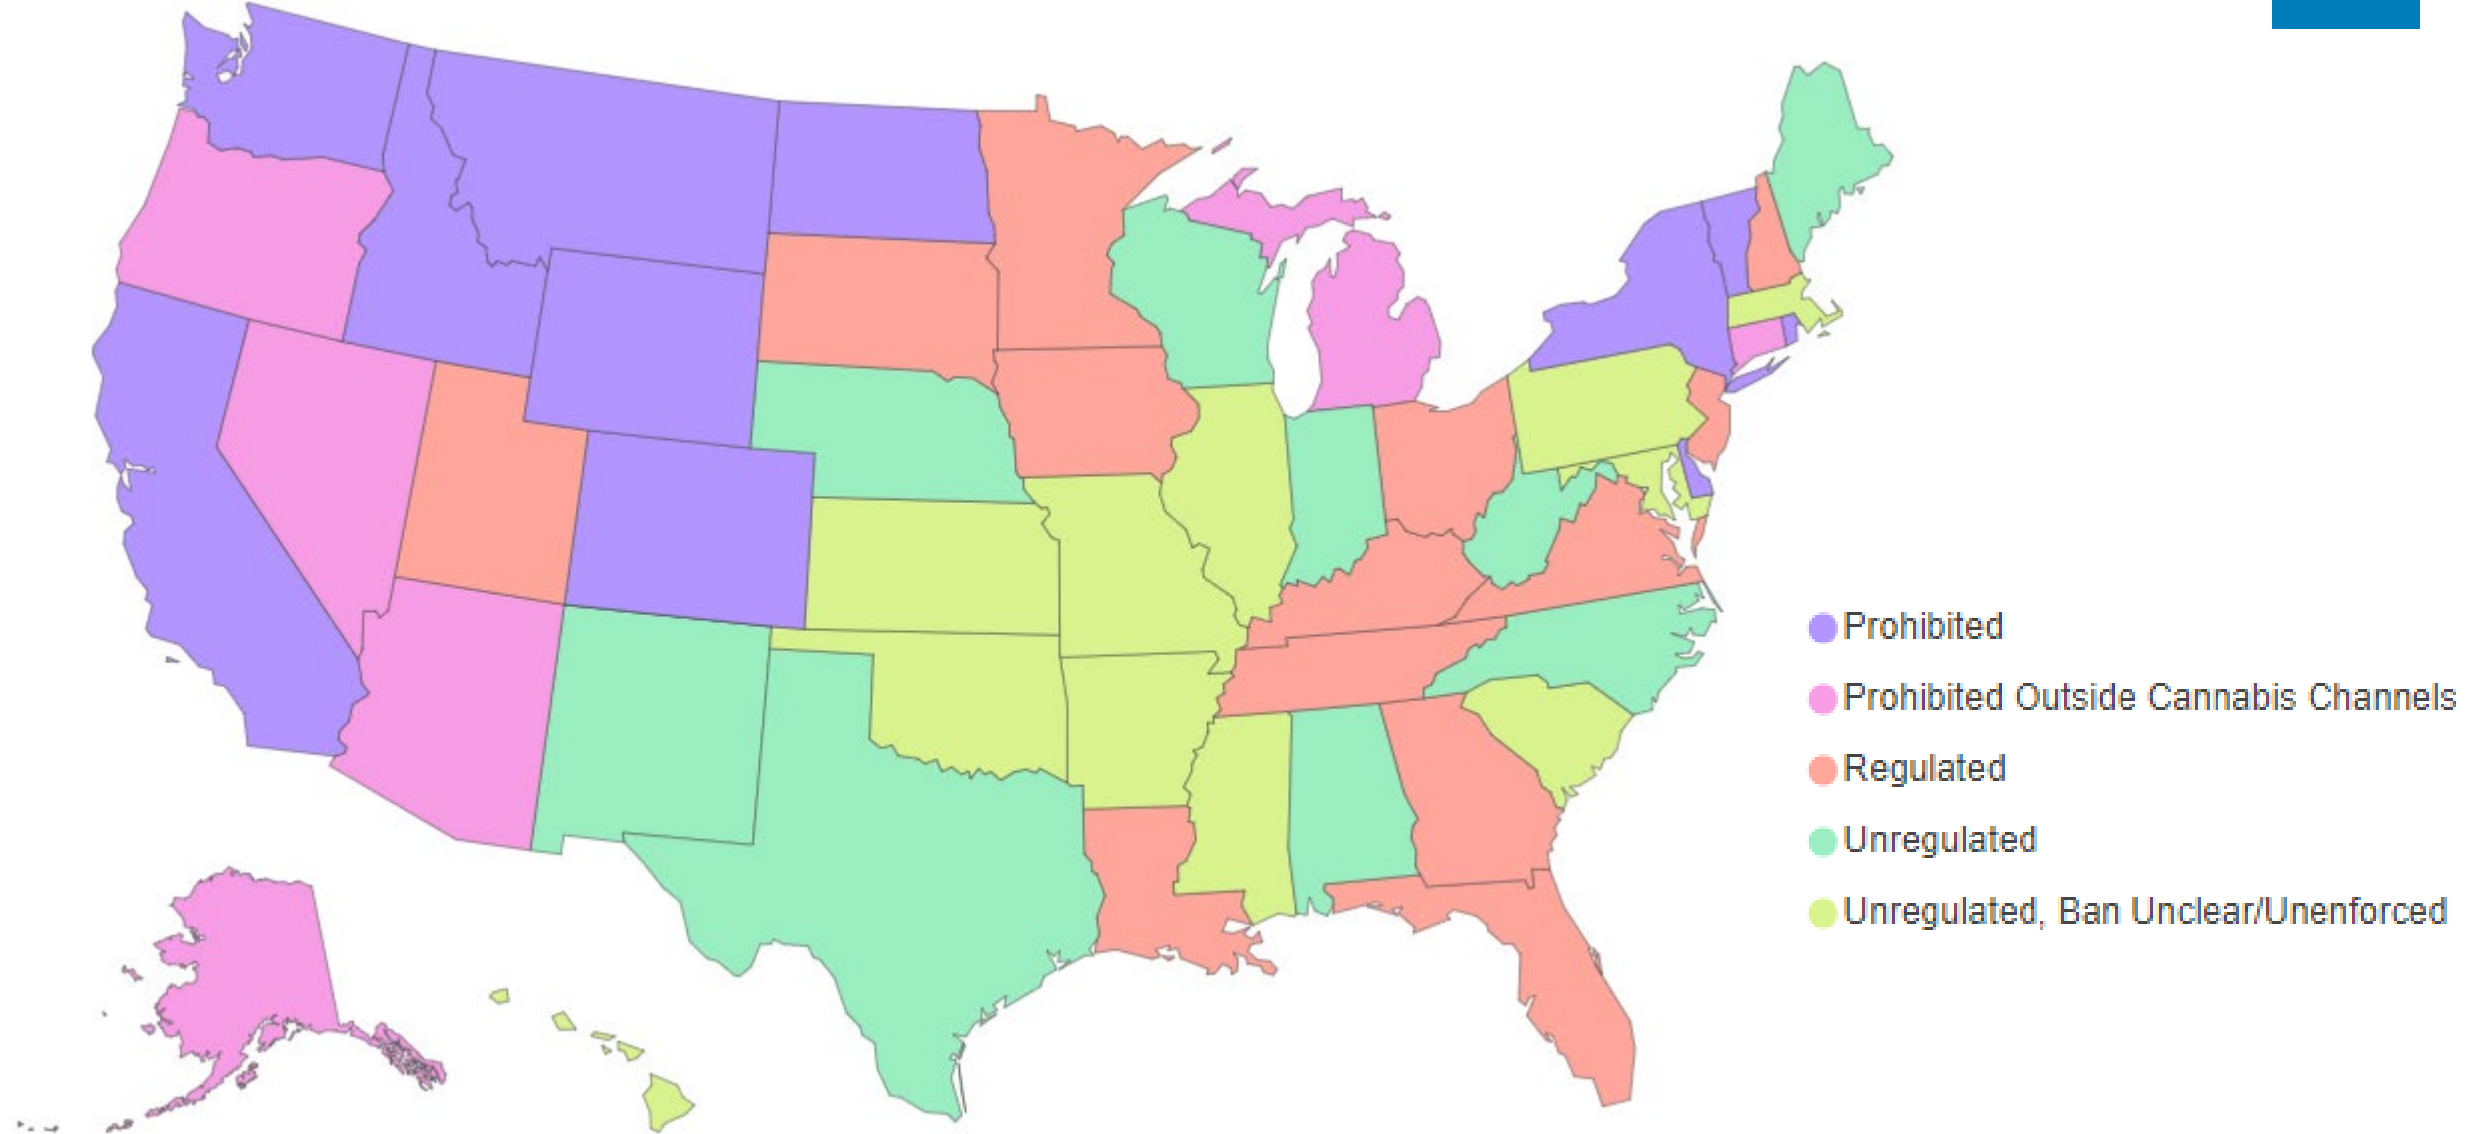 Prohibited
Prohibited Outside Cannabis Channels
Regulated
Unregulated
Unregulated, Ban Unclear/Unenforced